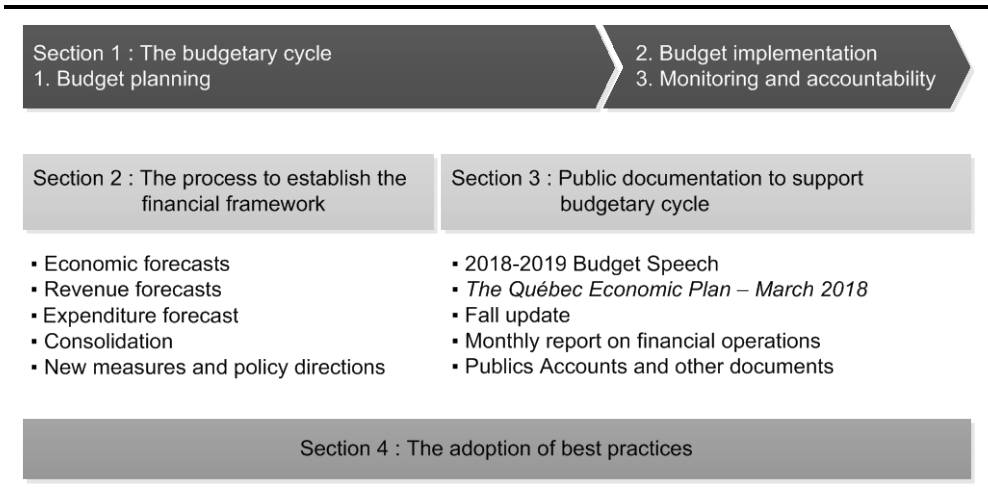 Section 1 : The budgetary cycle
1. Budget planning
2. Budget implementation
3. Monitoring and accountability
Section 2 : The process to establish the
financial framework
▪ Economic forecasts
▪ Revenue forecasts
▪ Expenditure forecast
▪ Consolidation
▪ New measures and policy directions
Section 3 : Public documentation to support
budgetary cycle
▪ 2018-2019 Budget Speech
▪ The Québec Economic Plan – March 2018
▪ Fall update
▪ Monthly report on financial operations
▪ Publics Accounts and other documents
Section 4 : The adoption of best practices